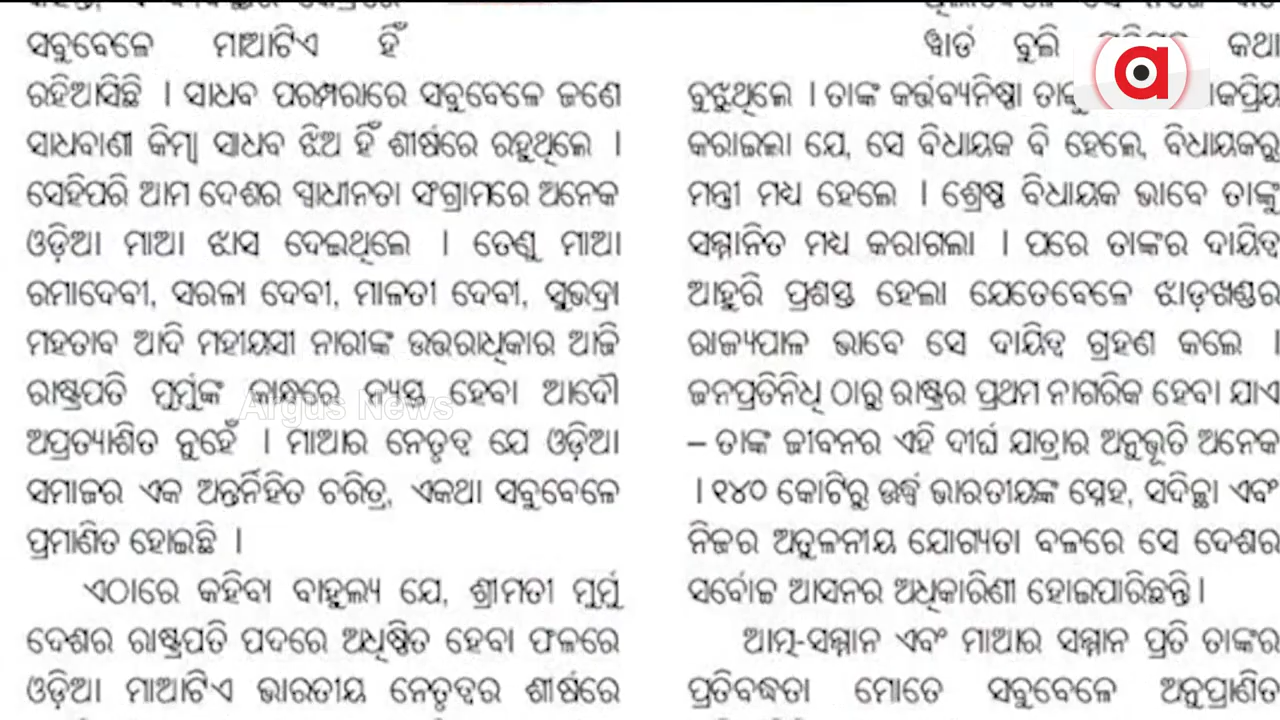 ସବୁବେଳେ ମାଆଟିଏ ହିଁ
ରହିଆସିଛି । ସାଧବ ପରମ୍ପରାରେ ସବୁବେଳେ ଜଣେ
ସାଧବାଣୀ କିମ୍ବା ସାଧବ ଝିଅ ହିଁ ଶୀର୍ଷରେ ରହୁଥିଲେ ।
ସେହିପରି ଆମ ଦେଶର ସ୍ୱାଧୀନତା ସଂଗ୍ରାମରେ ଅନେକ
ଓଡ଼ିଆ ମାଆ ଝାସ ଦେଇଥିଲେ । ତେଣୁ ମାଆ
ରମାଦେବୀ, ସରଳା ଦେବୀ, ମାଳତୀ ଦେବୀ, ସୁଭଦ୍ରା
ମହତାବ ଆଦି ମହୀୟସୀ ନାରୀଙ୍କ ଉତ୍ତରାଧିକାର ଆଜି
ରାଷ୍ଟ୍ରପତି ମୁର୍ମୁଙ୍କ କାନ୍ଧରେ ନ୍ୟସ୍ତ ହେବା ଆଦୌ
ଅପ୍ରତ୍ୟାଶିତ ନୁହେଁ । ମାଆର ନେତୃତ୍ୱ ଯେ ଓଡ଼ିଆ
ସମାଜର ଏକ ଅନ୍ତର୍ନିହିତ ଚରିତ୍ର, ଏକଥା ସବୁବେଳେ
ପ୍ରମାଣିତ ହୋଇଛି ।
ଏଠାରେ କହିବା ବାହୁଲ୍ୟ ଯେ, ଶ୍ରୀମତୀ ମୁର୍ମୁ
ଦେଶର ରାଷ୍ଟ୍ରପତି ପଦରେ ଅଧିଷ୍ଠିତ ହେବା ଫଳରେ
ଓଡ଼ିଆ ମାଆଟିଏ ଭାରତୀୟ ନେତୃତ୍ୱର ଶୀର୍ଷରେ
ୱାର୍ଡ ବୁଲି କଥା
ବୁଝୁଥିଲେ । ତାଙ୍କ କର୍ତ୍ତବ୍ୟନିଷ୍ଠା
କରାଇଲା ଯେ, ସେ ବିଧାୟକ ବି ହେଲେ, ବିଧାୟକରୁ
ମନ୍ତ୍ରୀ ମଧ୍ୟ ହେଲେ । ଶ୍ରେଷ୍ଠ ବିଧାୟକ ଭାବେ ତାଙ୍କୁ
ସମ୍ମାନିତ ମଧ୍ୟ କରାଗଲା । ପରେ ତାଙ୍କର ଦାୟିତ୍ୱ
ଆହୁରି ପ୍ରଶସ୍ତ ହେଲା ଯେତେବେଳେ ଝାଡ଼ଖଣ୍ଡର
ରାଜ୍ୟପାଳ ଭାବେ ସେ ଦାୟିତ୍ୱ ଗ୍ରହଣ କଲେ ।
ଜନପ୍ରତିନିଧି ଠାରୁ ରାଷ୍ଟ୍ରର ପ୍ରଥମ ନାଗରିକ ହେବା ଯାଏ
– ତାଙ୍କ ଜୀବନର ଏହି ଦୀର୍ଘ ଯାତ୍ରାର ଅନୁଭୂତି ଅନେକ
। ୧୪୦ କୋଟିରୁ ଊର୍ଦ୍ଧ୍ୱ ଭାରତୀୟଙ୍କ ସ୍ନେହ, ସଦିଚ୍ଛା ଏବଂ
ନିଜର ଅତୁଳନୀୟ ଯୋଗ୍ୟତା ବଳରେ ସେ ଦେଶର
ସର୍ବୋଚ୍ଚ ଆସନର ଅଧିକାରିଣୀ ହୋଇପାରିଛନ୍ତି ।
ଆତ୍ମ-ସମ୍ମାନ ଏବଂ ମାଆର ସମ୍ମାନ ପ୍ରତି ତାଙ୍କର
ପ୍ରତିବଦ୍ଧତା ମୋତେ ସବୁବେଳେ ଅନୁପ୍ରାଣିତ
Argus News
a